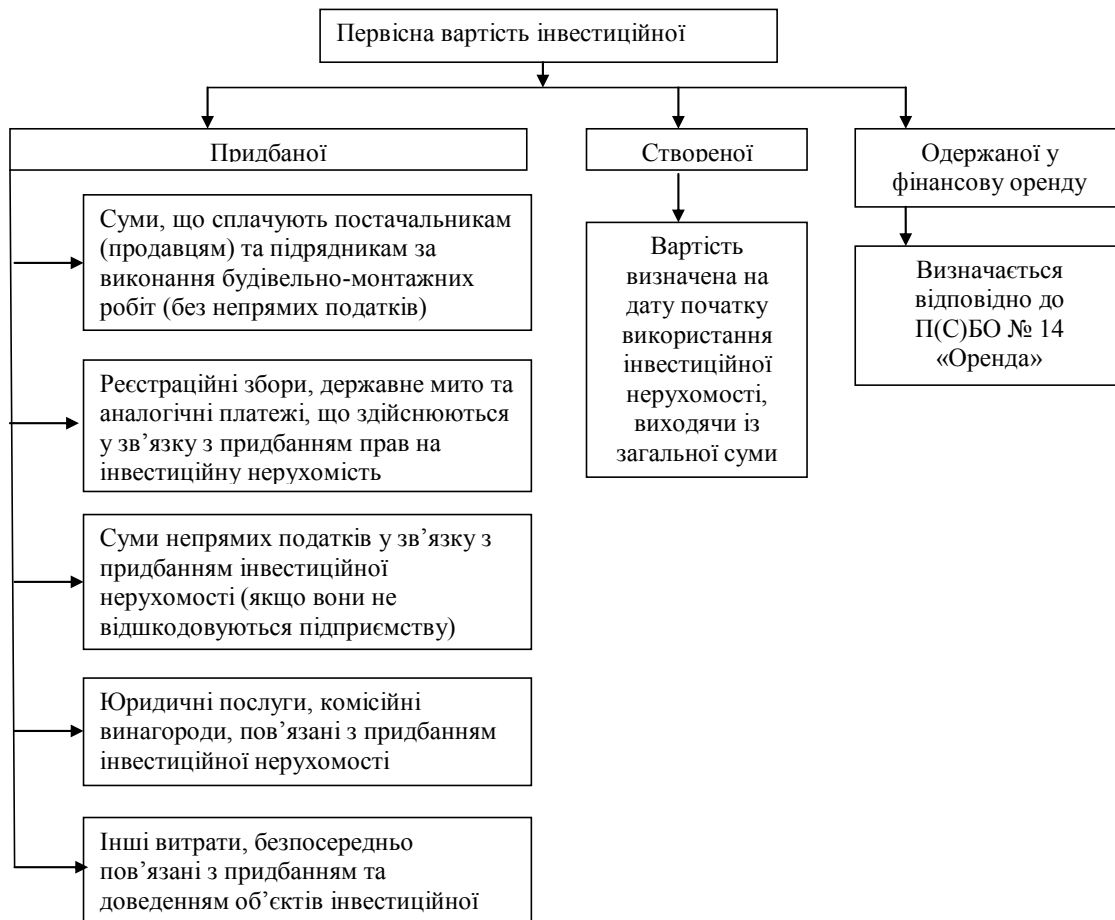 Первісна вартість інвестиційної
Придбаної
Створеної
Одержаної у
фінансову оренду
Суми, що сплачують постачальникам
(продавцям) та підрядникам за
виконання будівельно-монтажних
робіт (без непрямих податків)
Реєстраційні збори, державне мито та
аналогічні платежі, що здійснюються
у зв’язку з придбанням прав на
інвестиційну нерухомість
Суми непрямих податків у зв’язку з
придбанням інвестиційної
нерухомості (якщо вони не
відшкодовуються підприємству)
Юридичні послуги, комісійні
винагороди, пов’язані з придбанням
інвестиційної нерухомості
Інші витрати, безпосередньо
пов’язані з придбанням та
доведенням об’єктів інвестиційної
Вартість
визначена на
дату початку
використання
інвестиційної
нерухомості,
виходячи із
загальної суми
Визначається
відповідно до
П(С)БО № 14
«Оренда»